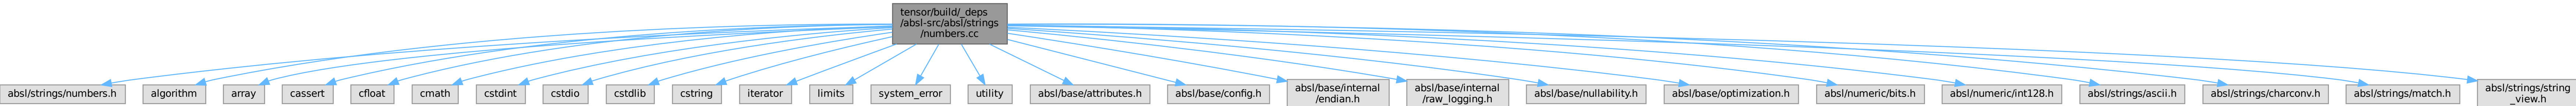 tensor/build/_deps
/absl-src/absl/strings
/numbers.cc
absl/strings/numbers.h
algorithm
array
cassert
cfloat
cmath
cstdint
cstdio
cstdlib
cstring
iterator
limits
system_error
utility
absl/base/attributes.h
absl/base/config.h
absl/base/internal
/endian.h
absl/base/internal
/raw_logging.h
absl/base/nullability.h
absl/base/optimization.h
absl/numeric/bits.h
absl/numeric/int128.h
absl/strings/ascii.h
absl/strings/charconv.h
absl/strings/match.h
absl/strings/string
_view.h